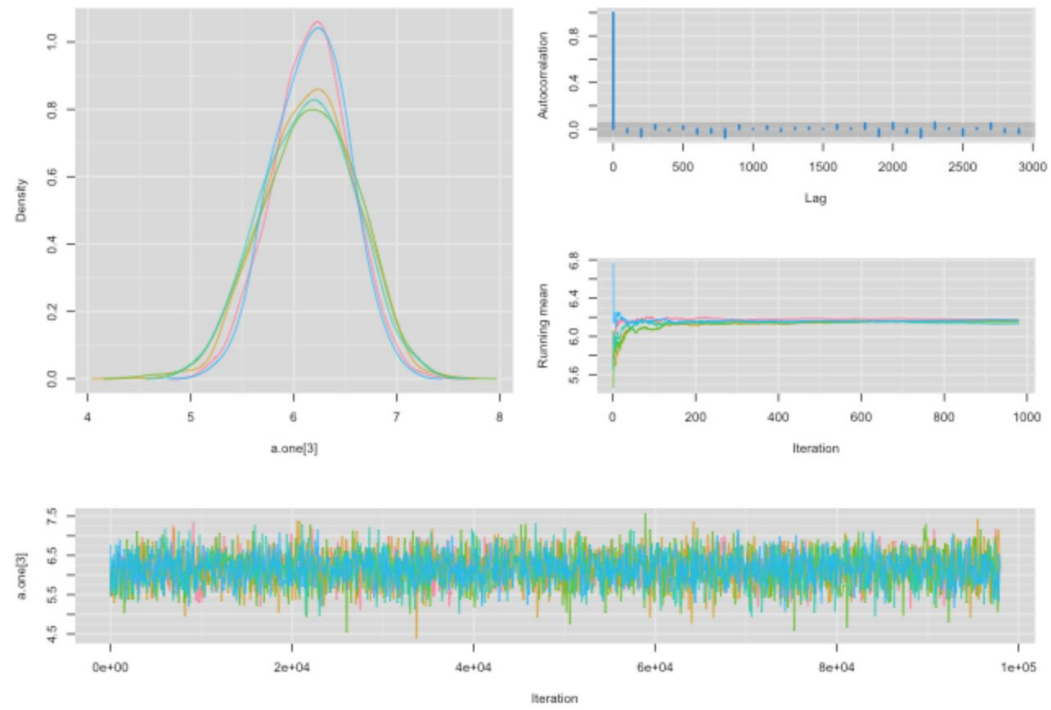 Density
0.0 0.2 0.4 0.6 0.8 1.0
4 5 6 7 8
a.one[3]
Autocorrelation
0.0 0.4 0.8
0 500 1000 1500 2000 2500 3000
Lag
Running mean
5.6 6.0 6.4 6.8
0 200 400 600 800 1000
Iteration
a.one[3]
4.5 5.5 6.5 7.5
0e+00 2e+04 4e+04 6e+04 8e+04 1e+05
Iteration